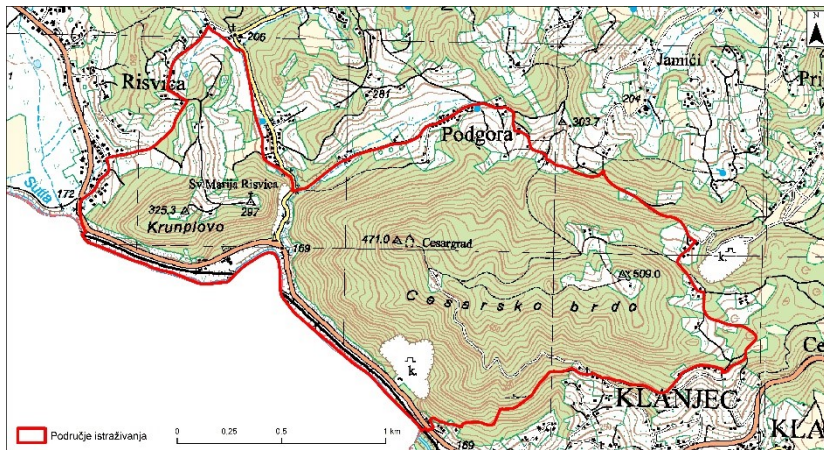 N
206
Risvica
Jamići
Pri
281
204
303.7
Podgora
Sutla
172
Sv Marija Risvica
325.3
297
Krunplovo
169
471.0
Cesargrad
k.
509.0
Cesarsko brdo
k.
Ce
KLANJEC
KLA
169
Područje istraživanja
0 0.25 0.5 1 km